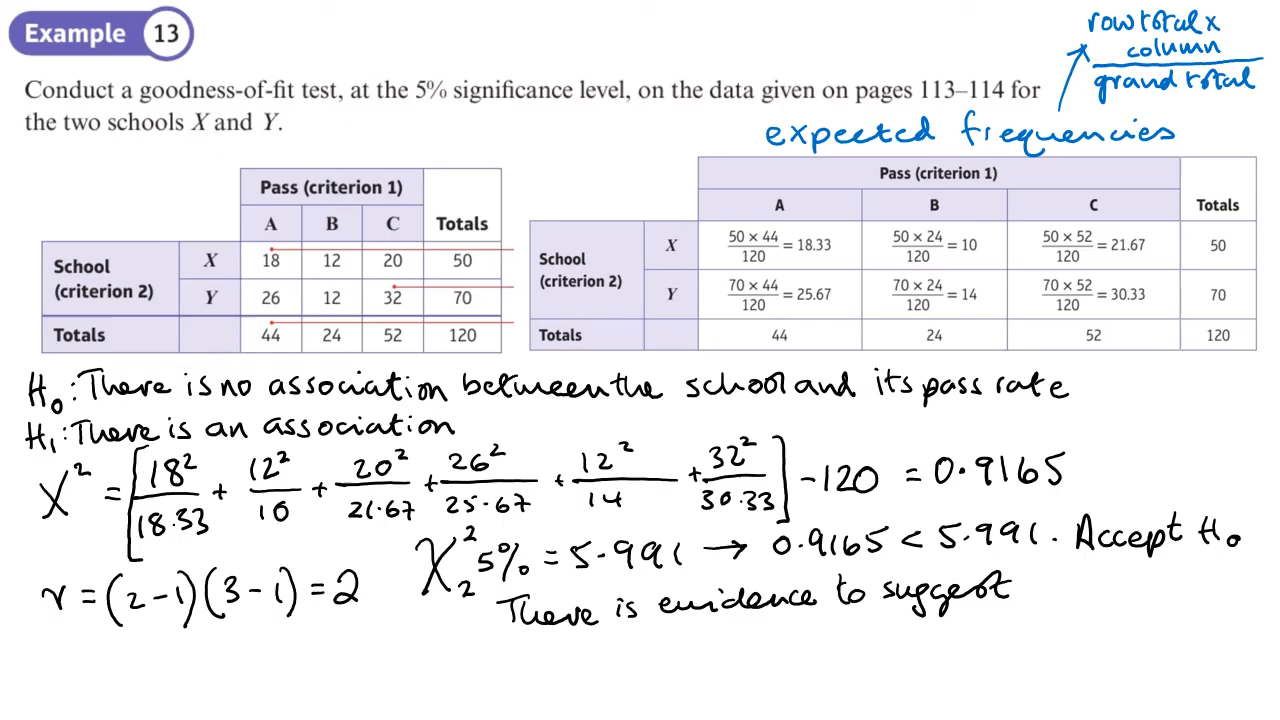 Example 13
row total x
column
grand total
Conduct a goodness-of-fit test, at the 5% significance level, on the data given on pages 113–114 for
the two schools X and Y.
expected frequencies
Pass (criterion 1)
A B C Totals
School (criterion 2) X 18 12 20 50
Y 26 12 32 70
Totals 44 24 52 120
Pass (criterion 1)
A B C Totals
School (criterion 2) X 50 × 44 / 120 = 18.33 50 × 24 / 120 = 10 50 × 52 / 120 = 21.67 50
Y 70 × 44 / 120 = 25.67 70 × 24 / 120 = 14 70 × 52 / 120 = 30.33 70
Totals 44 24 52 120
H₀: There is no association between the school and its pass rate
H₁: There is an association
X² = [18²/18.33 + 12²/10 + 20²/21.67 + 26²/25.67 + 12²/14 + 32²/30.33] - 120 = 0.9165
χ²₂ 5% = 5.991 → 0.9165 < 5.991. Accept H₀
ν = (2-1)(3-1) = 2
There is evidence to suggest